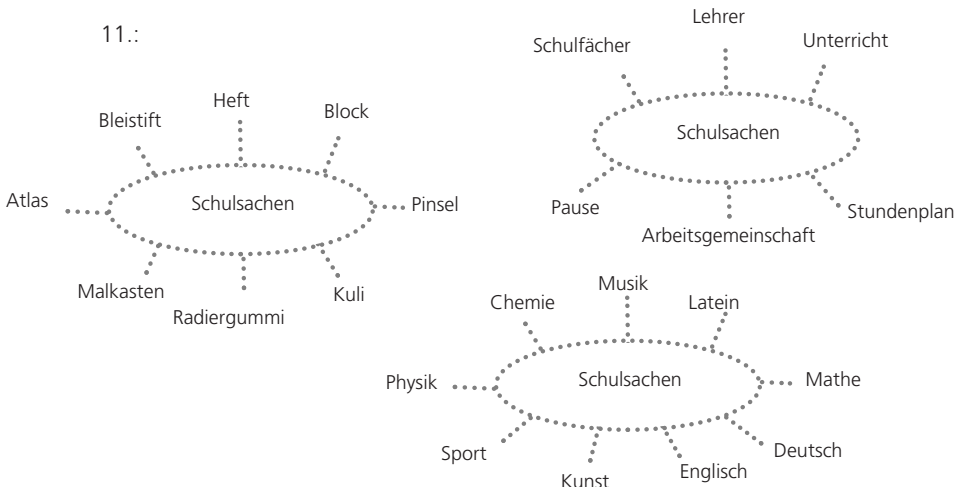 11.:
Heft
Bleistift
Block
Atlas
Schulsachen
Pinsel
Malkasten
Radiergummi
Kuli
Lehrer
Schulfächer
Unterricht
Schulsachen
Pause
Arbeitsgemeinschaft
Stundenplan
Musik
Chemie
Latein
Physik
Schulsachen
Mathe
Sport
Kunst
Englisch
Deutsch